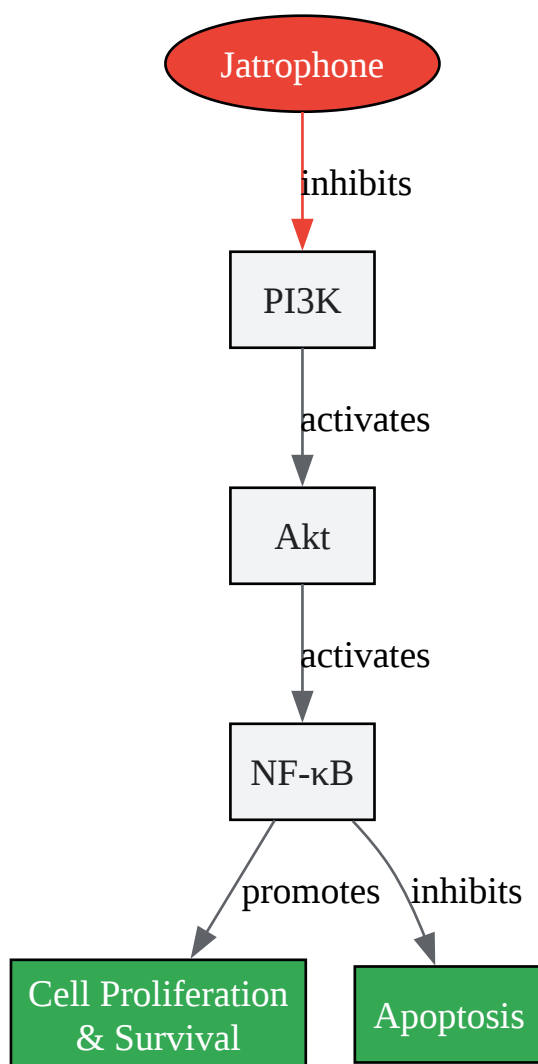 Jatrophone
inhibits
PI3K
activates
Akt
activates
NF-κB
promotes
inhibits
Cell Proliferation
& Survival
Apoptosis